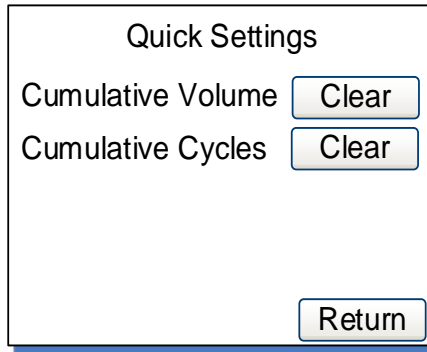 Quick Settings
Cumulative Volume Clear
Cumulative Cycles Clear
Return